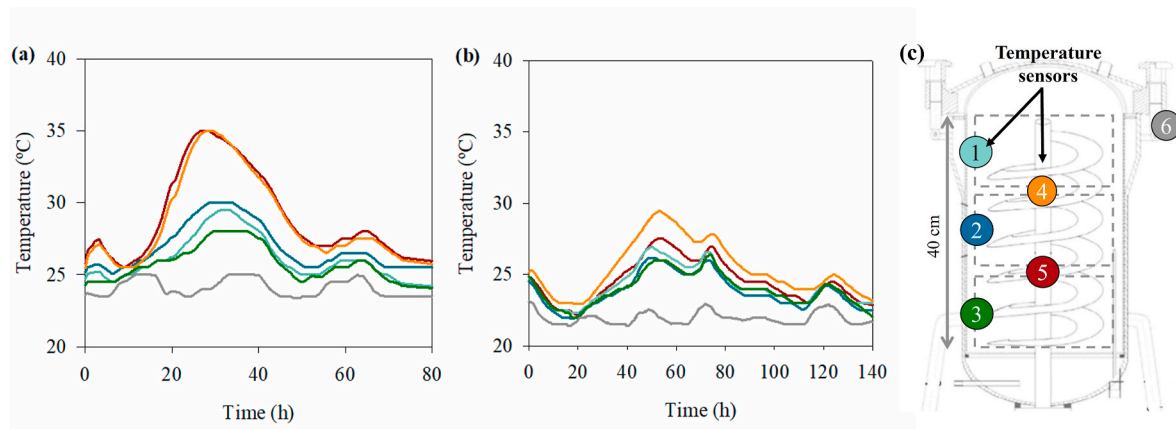 (a)
40
35
30
25
20
Temperature (ºC)
0 20 40 60 80
Time (h)
(b)
40
35
30
25
20
Temperature (ºC)
0 20 40 60 80 100 120 140
Time (h)
(c)
Temperature
sensors
1
2
3
4
5
6
40 cm